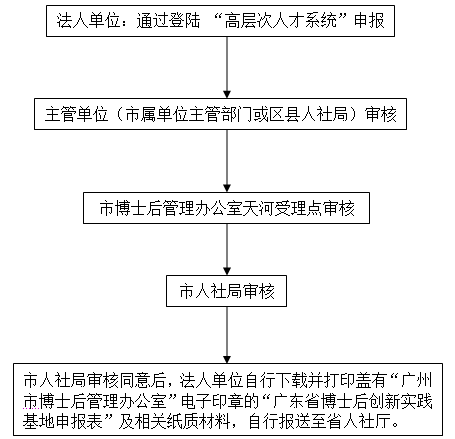 法人单位：通过登陆 “高层次人才系统”申报
主管单位（市属单位主管部门或区县人社局）审核
市博士后管理办公室天河受理点审核
市人社局审核
市人社局审核同意后，法人单位自行下载并打印盖有“广州
市博士后管理办公室”电子印章的“广东省博士后创新实践
基地申报表”及相关纸质材料，自行报送至省人社厅。